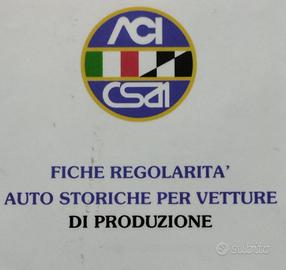 ACI
CSAI
FICHE REGOLARITA'
AUTO STORICHE PER VETTURE
DI PRODUZIONE
subito